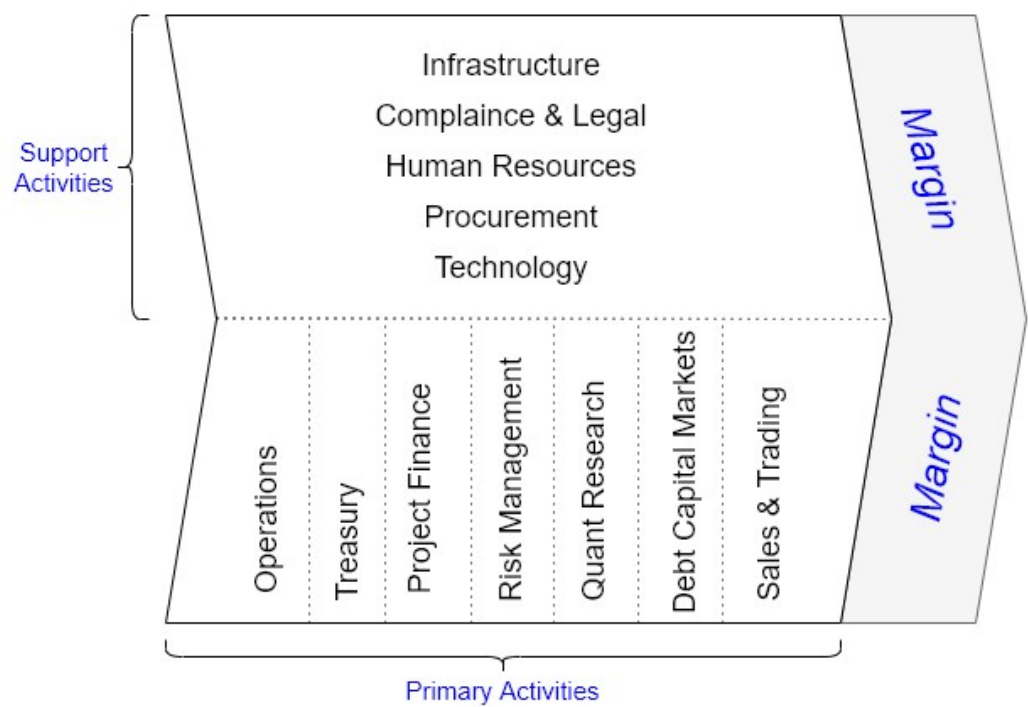 Infrastructure
Complaince & Legal
Human Resources
Procurement
Technology
Support
Activities
Margin
Operations
Treasury
Project Finance
Risk Management
Quant Research
Debt Capital Markets
Sales & Trading
Margin
Primary Activities